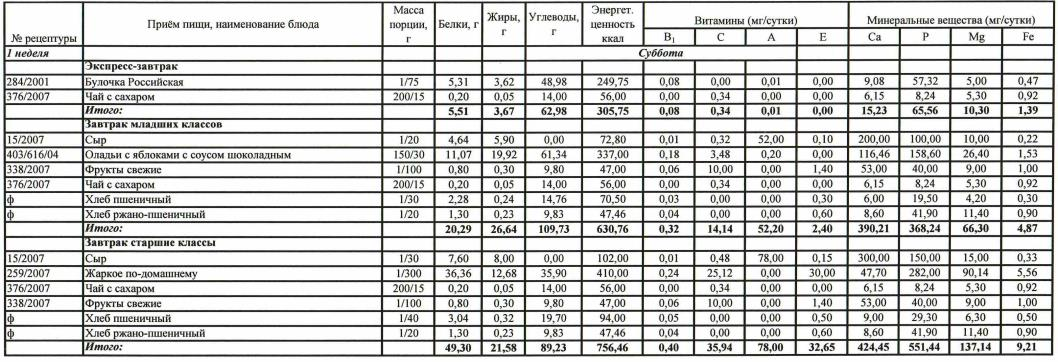 № рецептуры Приём пищи, наименование блюда Масса порции, г Белки, г Жиры, г Углеводы, г Энергет. ценность ккал Витамины (мг/сутки) Минеральные вещества (мг/сутки)
B₁ C A E Ca P Mg Fe
1 неделя Суббота
Экспресс-завтрак
284/2001 Булочка Российская 1/75 5,31 3,62 48,98 249,75 0,08 0,00 0,01 0,00 9,08 57,32 5,00 0,47
376/2007 Чай с сахаром 200/15 0,20 0,05 14,00 56,00 0,00 0,34 0,00 0,00 6,15 8,24 5,30 0,92
Итого: 5,51 3,67 62,98 305,75 0,08 0,34 0,01 0,00 15,23 65,56 10,30 1,39
Завтрак младших классов
15/2007 Сыр 1/20 4,64 5,90 0,00 72,80 0,01 0,32 52,00 0,10 200,00 100,00 10,00 0,22
403/616/04 Оладьи с яблоками с соусом шоколадным 150/30 11,07 19,92 61,34 337,00 0,18 3,48 0,20 0,00 116,46 158,60 26,40 1,53
338/2007 Фрукты свежие 1/100 0,80 0,30 9,80 47,00 0,06 10,00 0,00 1,40 53,00 40,00 9,00 1,00
376/2007 Чай с сахаром 200/15 0,20 0,05 14,00 56,00 0,00 0,34 0,00 0,00 6,15 8,24 5,30 0,92
ф Хлеб пшеничный 1/30 2,28 0,24 14,76 70,50 0,03 0,00 0,00 0,30 6,00 19,50 4,20 0,30
ф Хлеб ржано-пшеничный 1/20 1,30 0,23 9,83 47,46 0,04 0,00 0,00 0,60 8,60 41,90 11,40 0,90
Итого: 20,29 26,64 109,73 630,76 0,32 14,14 52,20 2,40 390,21 368,24 66,30 4,87
Завтрак старшие классы
15/2007 Сыр 1/30 7,60 8,00 0,00 102,00 0,01 0,48 78,00 0,15 300,00 150,00 15,00 0,33
259/2007 Жаркое по-домашнему 1/300 36,36 12,68 35,90 410,00 0,24 25,12 0,00 30,00 47,70 282,00 90,14 5,56
376/2007 Чай с сахаром 200/15 0,20 0,05 14,00 56,00 0,00 0,34 0,00 0,00 6,15 8,24 5,30 0,92
338/2007 Фрукты свежие 1/100 0,80 0,30 9,80 47,00 0,06 10,00 0,00 1,40 53,00 40,00 9,00 1,00
ф Хлеб пшеничный 1/40 3,04 0,32 19,70 94,00 0,05 0,00 0,00 0,50 9,00 29,30 6,30 0,50
ф Хлеб ржано-пшеничный 1/20 1,30 0,23 9,83 47,46 0,04 0,00 0,00 0,60 8,60 41,90 11,40 0,90
Итого: 49,30 21,58 89,23 756,46 0,40 35,94 78,00 32,65 424,45 551,44 137,14 9,21